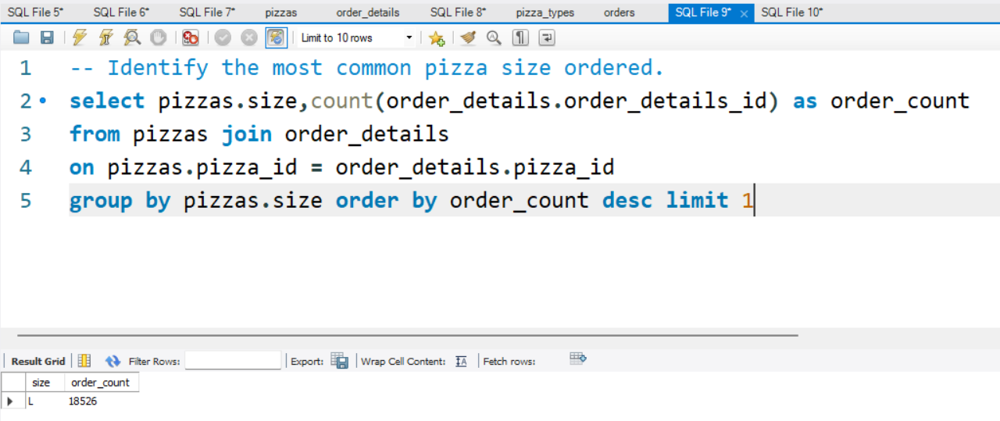 SQL File 5* SQL File 6* SQL File 7* pizzas order_details SQL File 8* pizza_types orders SQL File 9* SQL File 10*
Limit to 10 rows
1 -- Identify the most common pizza size ordered.
2 select pizzas.size,count(order_details.order_details_id) as order_count
3 from pizzas join order_details
4 on pizzas.pizza_id = order_details.pizza_id
5 group by pizzas.size order by order_count desc limit 1
Result Grid Filter Rows: Export: Wrap Cell Content: IA Fetch rows:
size order_count
L 18526